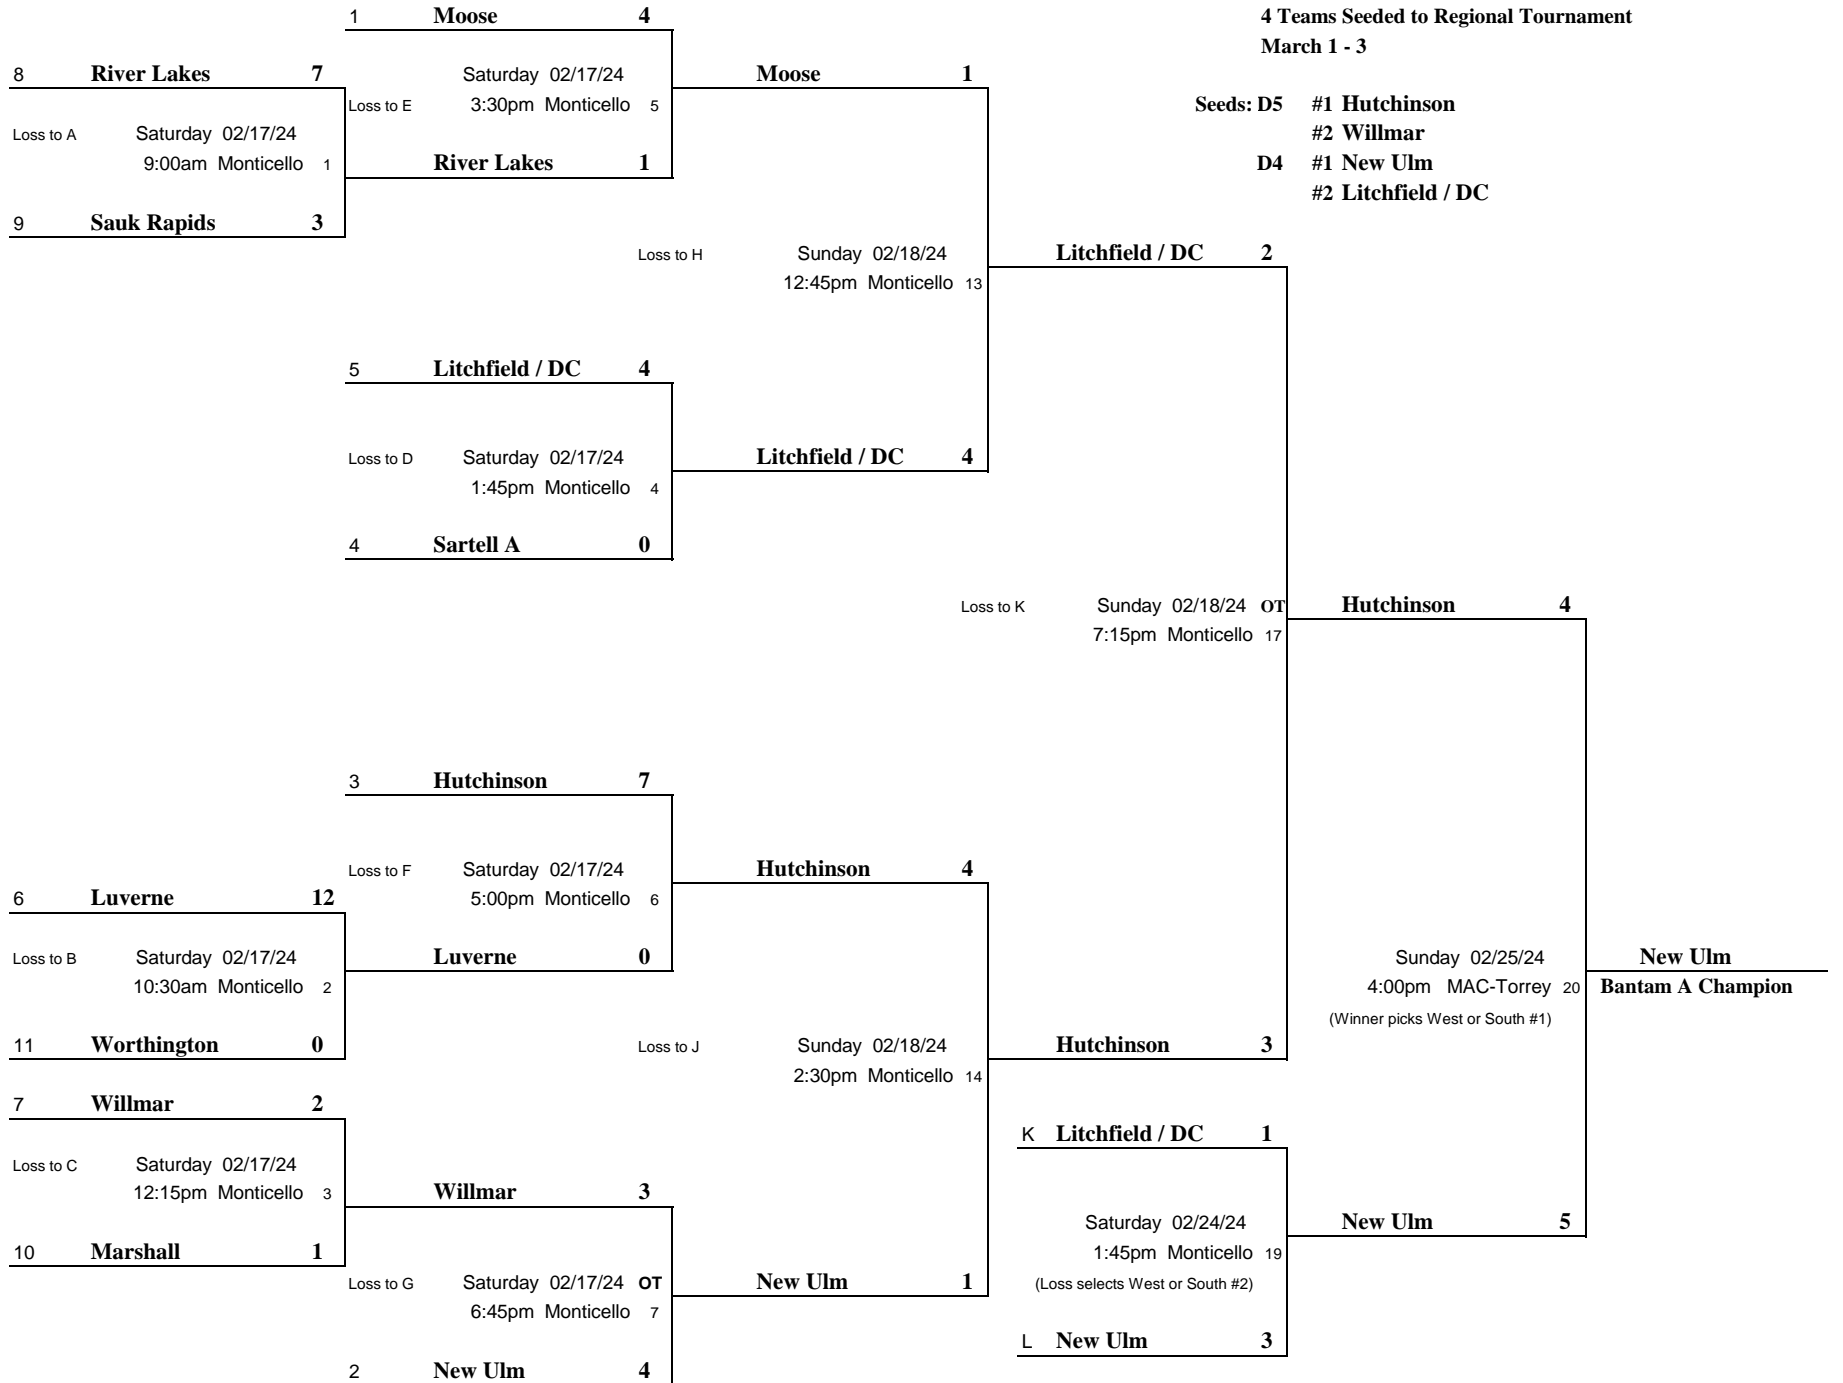 1 Moose 4
4 Teams Seeded to Regional Tournament
March 1 - 3
8 River Lakes 7
Saturday 02/17/24
Moose 1
Loss to E 3:30pm Monticello 5
Seeds: D5 #1 Hutchinson
Loss to A Saturday 02/17/24
#2 Willmar
9:00am Monticello 1
River Lakes 1
D4 #1 New Ulm
#2 Litchfield / DC
9 Sauk Rapids 3
Loss to H Sunday 02/18/24
Litchfield / DC 2
12:45pm Monticello 13
5 Litchfield / DC 4
Loss to D Saturday 02/17/24
Litchfield / DC 4
1:45pm Monticello 4
4 Sartell A 0
Loss to K Sunday 02/18/24 OT
Hutchinson 4
7:15pm Monticello 17
3 Hutchinson 7
Loss to F Saturday 02/17/24
Hutchinson 4
6 Luverne 12
5:00pm Monticello 6
Loss to B Saturday 02/17/24
Luverne 0
Sunday 02/25/24
New Ulm
10:30am Monticello 2
4:00pm MAC-Torrey 20
Bantam A Champion
(Winner picks West or South #1)
11 Worthington 0
Loss to J Sunday 02/18/24
Hutchinson 3
2:30pm Monticello 14
7 Willmar 2
K Litchfield / DC 1
Loss to C Saturday 02/17/24
12:15pm Monticello 3
Willmar 3
Saturday 02/24/24
New Ulm 5
10 Marshall 1
1:45pm Monticello 19
Loss to G Saturday 02/17/24 OT
New Ulm 1
(Loss selects West or South #2)
6:45pm Monticello 7
L New Ulm 3
2 New Ulm 4